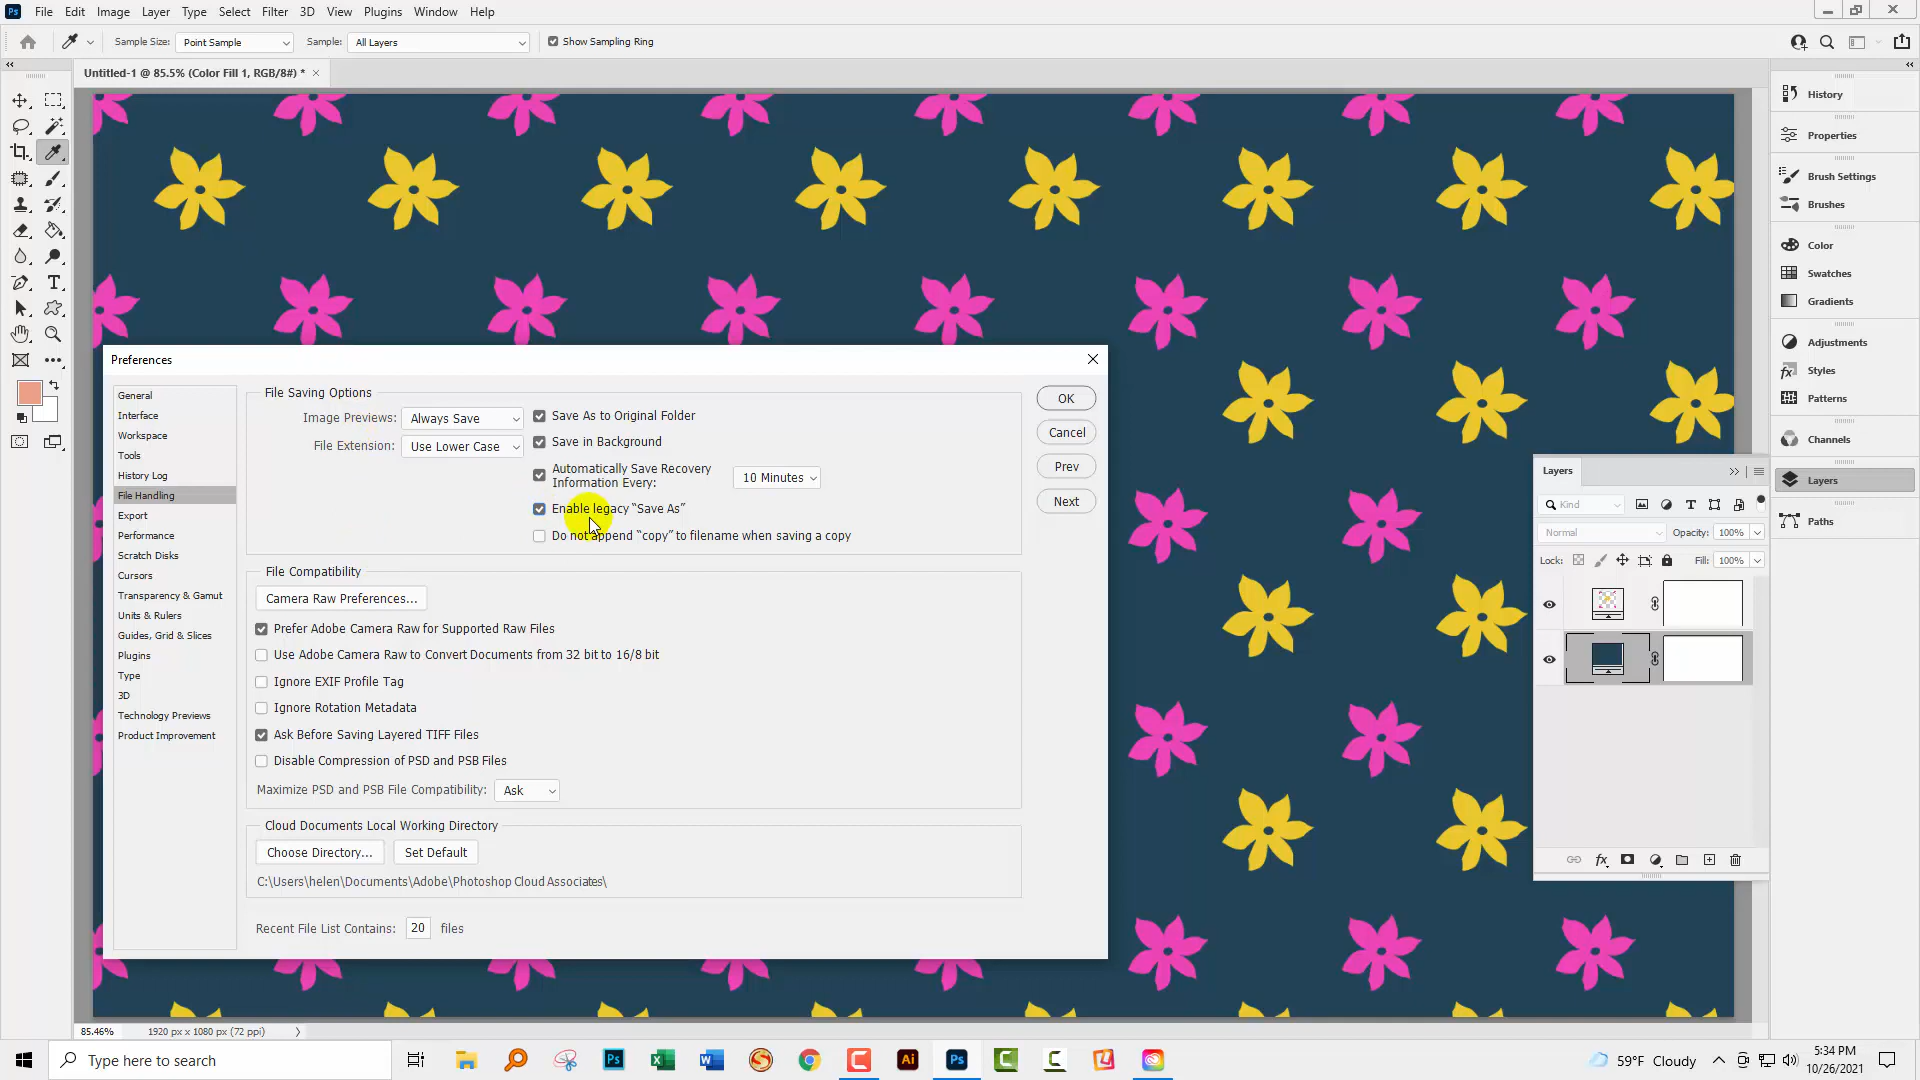 Ps File Edit Image Layer Type Select Filter 3D View Plugins Window Help
Sample Size: Point Sample Sample: All Layers Show Sampling Ring
Untitled-1 @ 85.5% (Color Fill 1, RGB/8#) * ×
History
Properties
Brush Settings
Brushes
Color
Swatches
Gradients
Adjustments
Styles
Patterns
Channels
Layers
Paths
Preferences
General
Interface
Workspace
Tools
History Log
File Handling
Export
Performance
Scratch Disks
Cursors
Transparency & Gamut
Units & Rulers
Guides, Grid & Slices
Plugins
Type
3D
Technology Previews
Product Improvement
File Saving Options
Image Previews: Always Save
File Extension: Use Lower Case
Save As to Original Folder
Save in Background
Automatically Save Recovery
Information Every: 10 Minutes
Enable legacy “Save As”
Do not append “copy” to filename when saving a copy
File Compatibility
Camera Raw Preferences...
Prefer Adobe Camera Raw for Supported Raw Files
Use Adobe Camera Raw to Convert Documents from 32 bit to 16/8 bit
Ignore EXIF Profile Tag
Ignore Rotation Metadata
Ask Before Saving Layered TIFF Files
Disable Compression of PSD and PSB Files
Maximize PSD and PSB File Compatibility: Ask
Cloud Documents Local Working Directory
Choose Directory... Set Default
C:\Users\helen\Documents\Adobe\Photoshop Cloud Associates\
Recent File List Contains: 20 files
OK
Cancel
Prev
Next
Layers
Kind
Normal Opacity: 100%
Lock: Fill: 100%
85.46% 1920 px x 1080 px (72 ppi)
Type here to search
59°F Cloudy
5:34 PM
10/26/2021